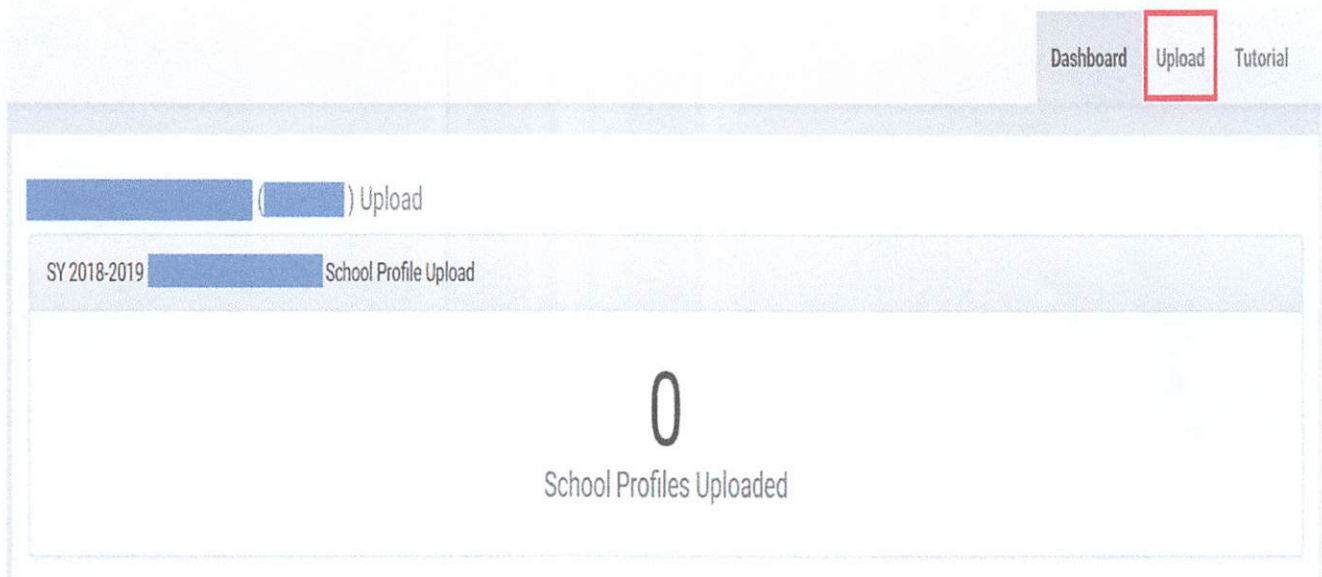 Dashboard Upload Tutorial
( ) Upload
SY 2018-2019 School Profile Upload
0
School Profiles Uploaded